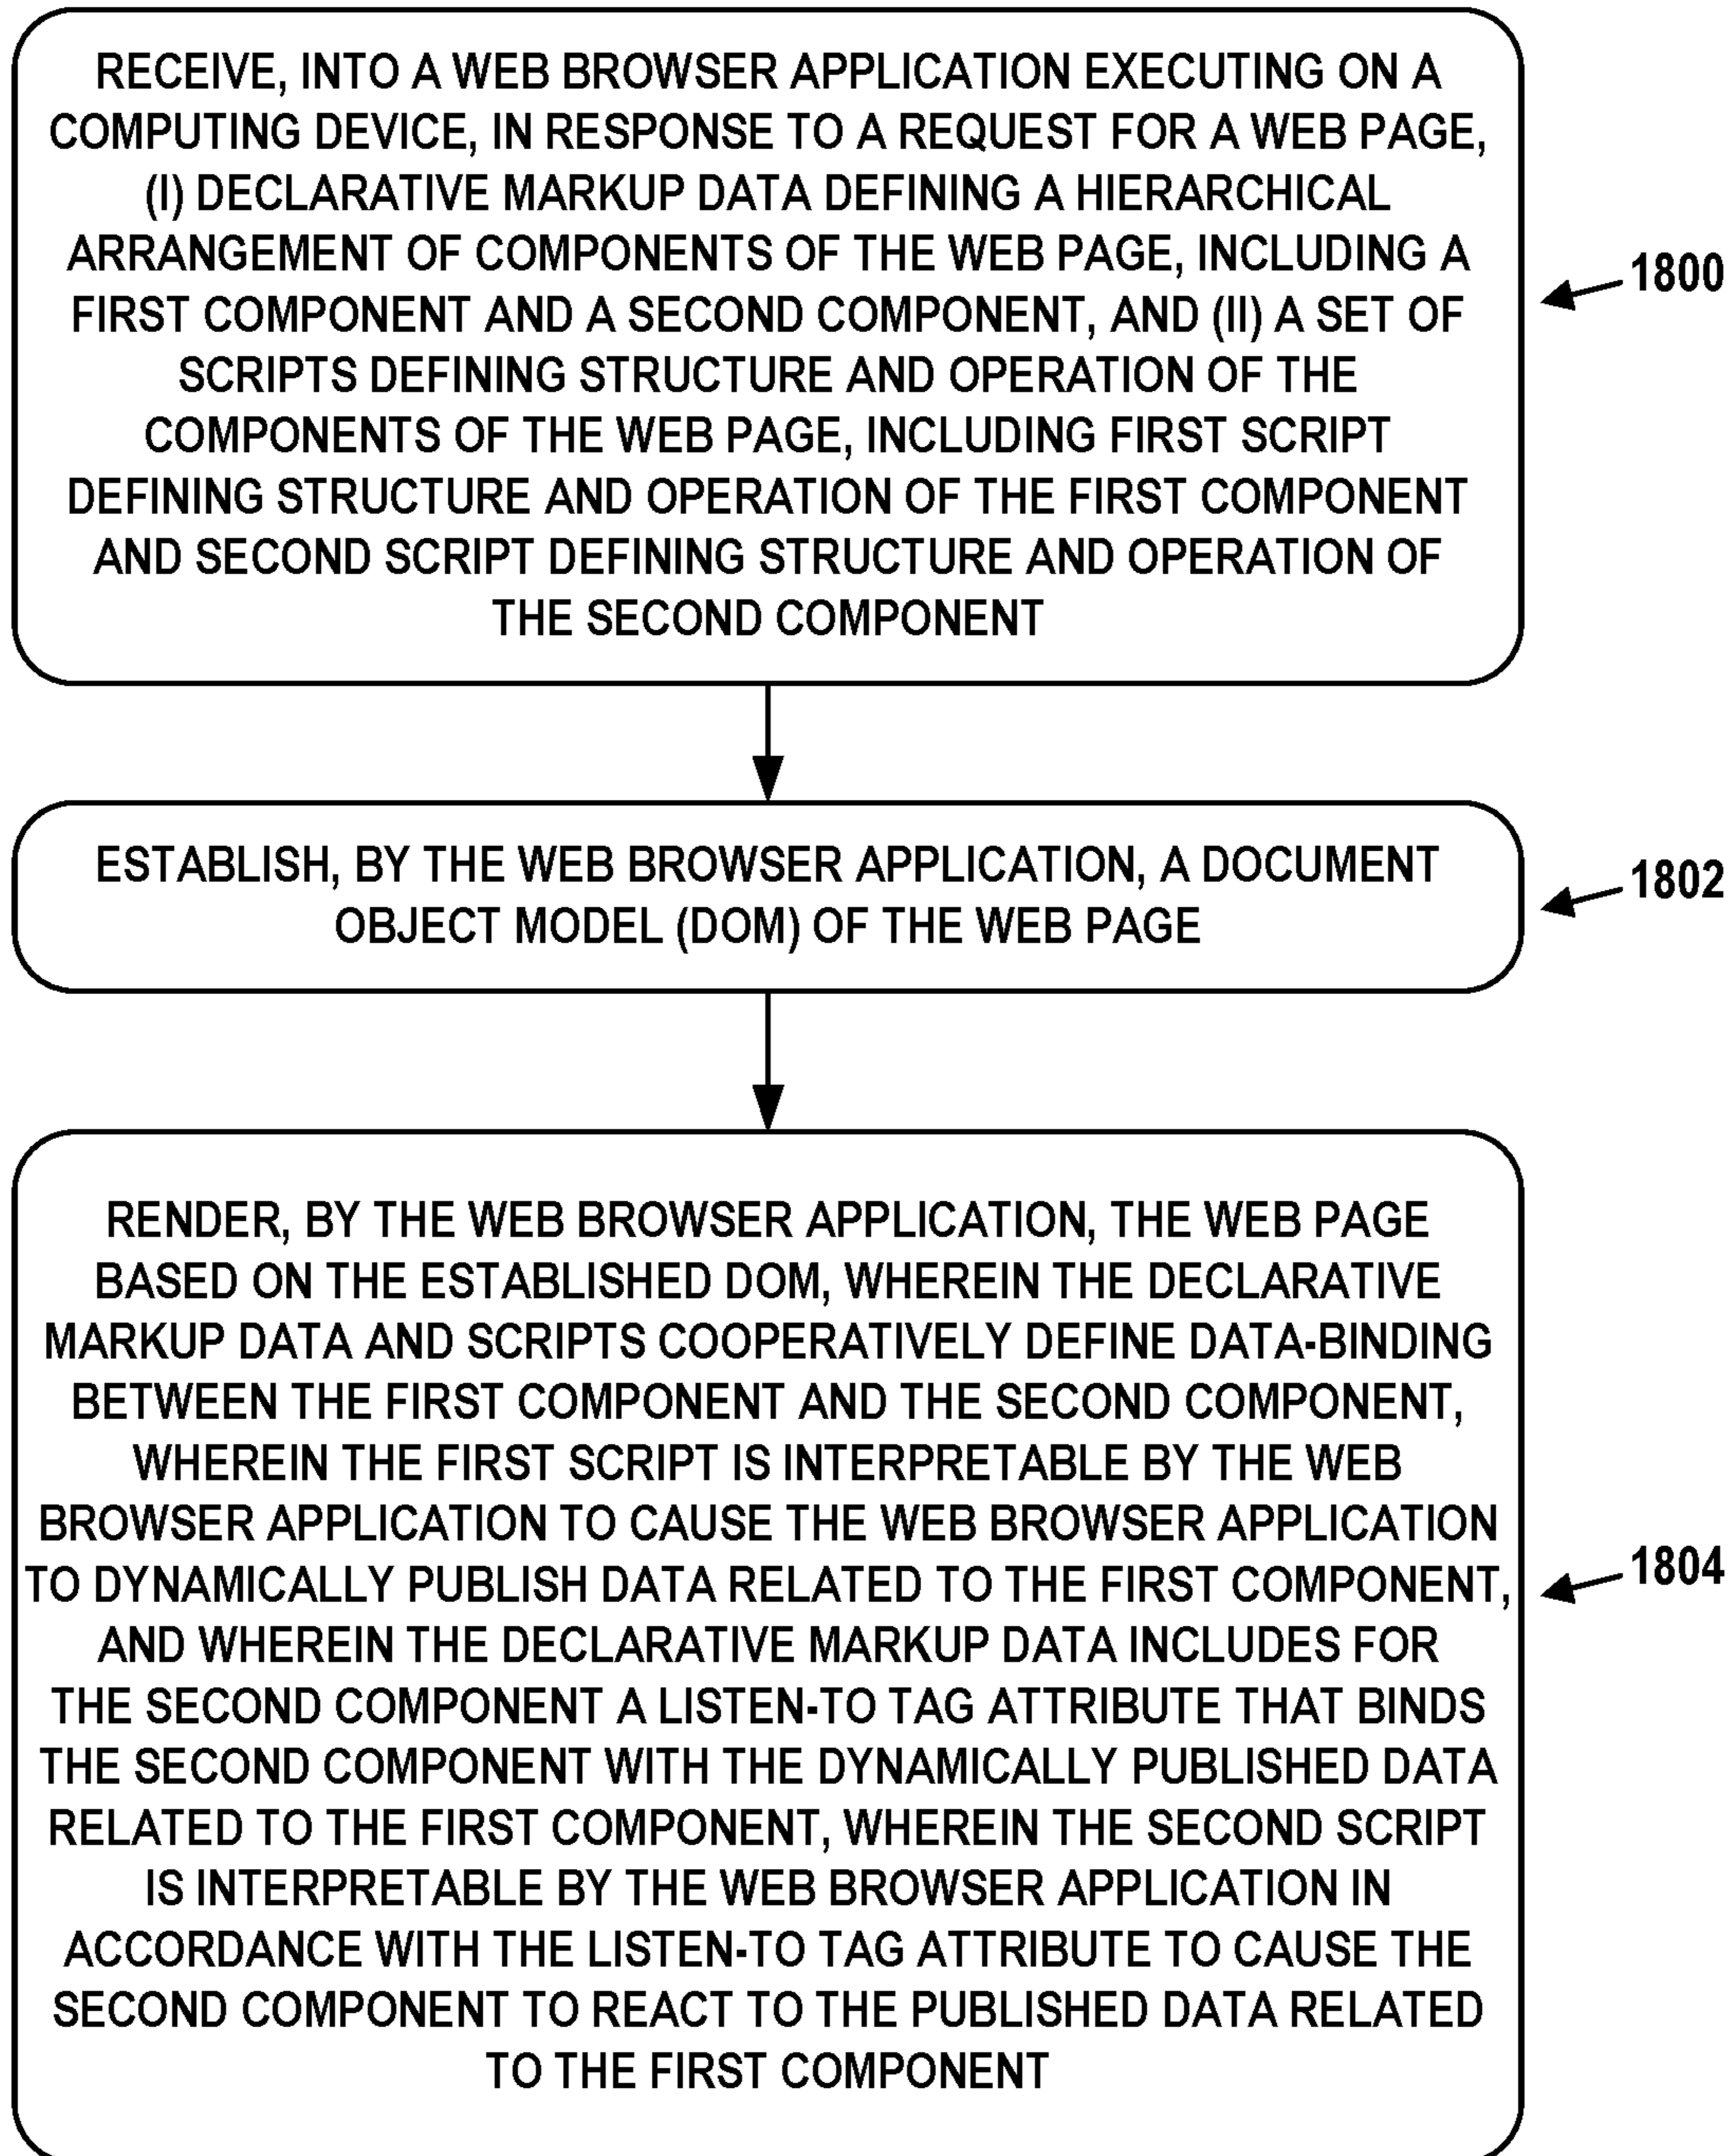 RECEIVE, INTO A WEB BROWSER APPLICATION EXECUTING ON A
COMPUTING DEVICE, IN RESPONSE TO A REQUEST FOR A WEB PAGE,
(I) DECLARATIVE MARKUP DATA DEFINING A HIERARCHICAL
ARRANGEMENT OF COMPONENTS OF THE WEB PAGE, INCLUDING A
FIRST COMPONENT AND A SECOND COMPONENT, AND (II) A SET OF
SCRIPTS DEFINING STRUCTURE AND OPERATION OF THE
COMPONENTS OF THE WEB PAGE, INCLUDING FIRST SCRIPT
DEFINING STRUCTURE AND OPERATION OF THE FIRST COMPONENT
AND SECOND SCRIPT DEFINING STRUCTURE AND OPERATION OF
THE SECOND COMPONENT
1800
ESTABLISH, BY THE WEB BROWSER APPLICATION, A DOCUMENT
OBJECT MODEL (DOM) OF THE WEB PAGE
1802
RENDER, BY THE WEB BROWSER APPLICATION, THE WEB PAGE
BASED ON THE ESTABLISHED DOM, WHEREIN THE DECLARATIVE
MARKUP DATA AND SCRIPTS COOPERATIVELY DEFINE DATA-BINDING
BETWEEN THE FIRST COMPONENT AND THE SECOND COMPONENT,
WHEREIN THE FIRST SCRIPT IS INTERPRETABLE BY THE WEB
BROWSER APPLICATION TO CAUSE THE WEB BROWSER APPLICATION
TO DYNAMICALLY PUBLISH DATA RELATED TO THE FIRST COMPONENT,
AND WHEREIN THE DECLARATIVE MARKUP DATA INCLUDES FOR
THE SECOND COMPONENT A LISTEN-TO TAG ATTRIBUTE THAT BINDS
THE SECOND COMPONENT WITH THE DYNAMICALLY PUBLISHED DATA
RELATED TO THE FIRST COMPONENT, WHEREIN THE SECOND SCRIPT
IS INTERPRETABLE BY THE WEB BROWSER APPLICATION IN
ACCORDANCE WITH THE LISTEN-TO TAG ATTRIBUTE TO CAUSE THE
SECOND COMPONENT TO REACT TO THE PUBLISHED DATA RELATED
TO THE FIRST COMPONENT
1804